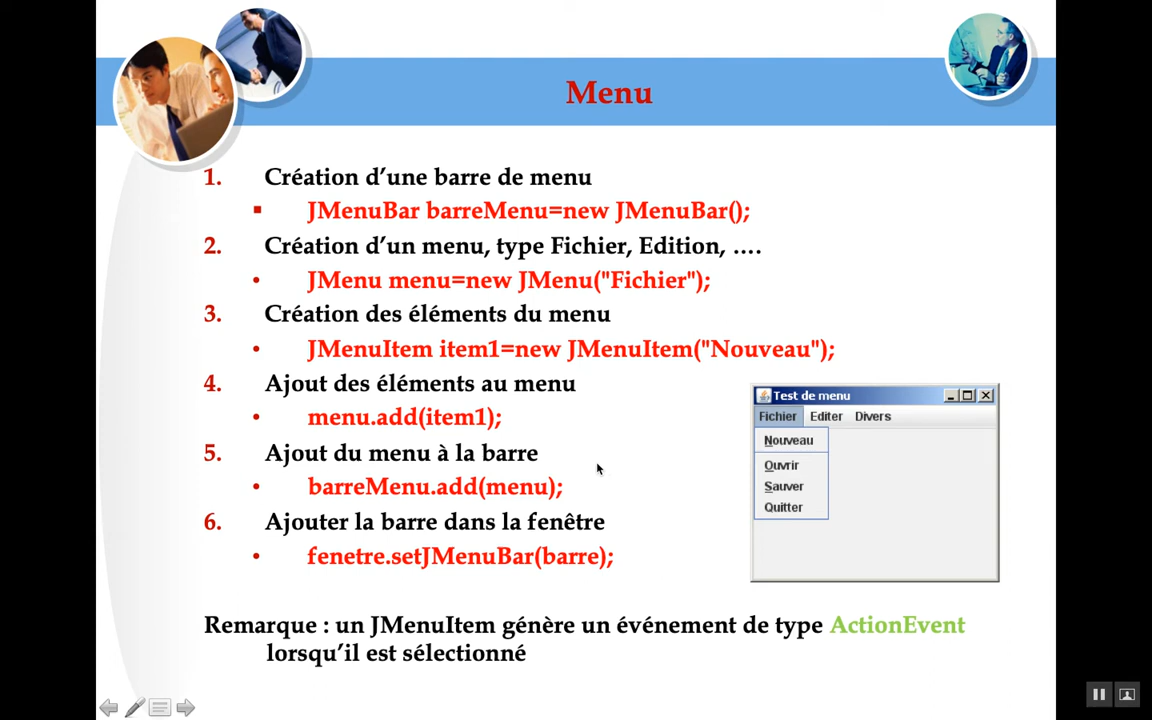 Menu
1. Création d’une barre de menu
▪ JMenuBar barreMenu=new JMenuBar();
2. Création d’un menu, type Fichier, Edition, ….
• JMenu menu=new JMenu("Fichier");
3. Création des éléments du menu
• JMenuItem item1=new JMenuItem("Nouveau");
4. Ajout des éléments au menu
• menu.add(item1);
5. Ajout du menu à la barre
• barreMenu.add(menu);
6. Ajouter la barre dans la fenêtre
• fenetre.setJMenuBar(barre);
Test de menu
Fichier Editer Divers
Nouveau
Ouvrir
Sauver
Quitter
Remarque : un JMenuItem génère un événement de type ActionEvent
lorsqu’il est sélectionné